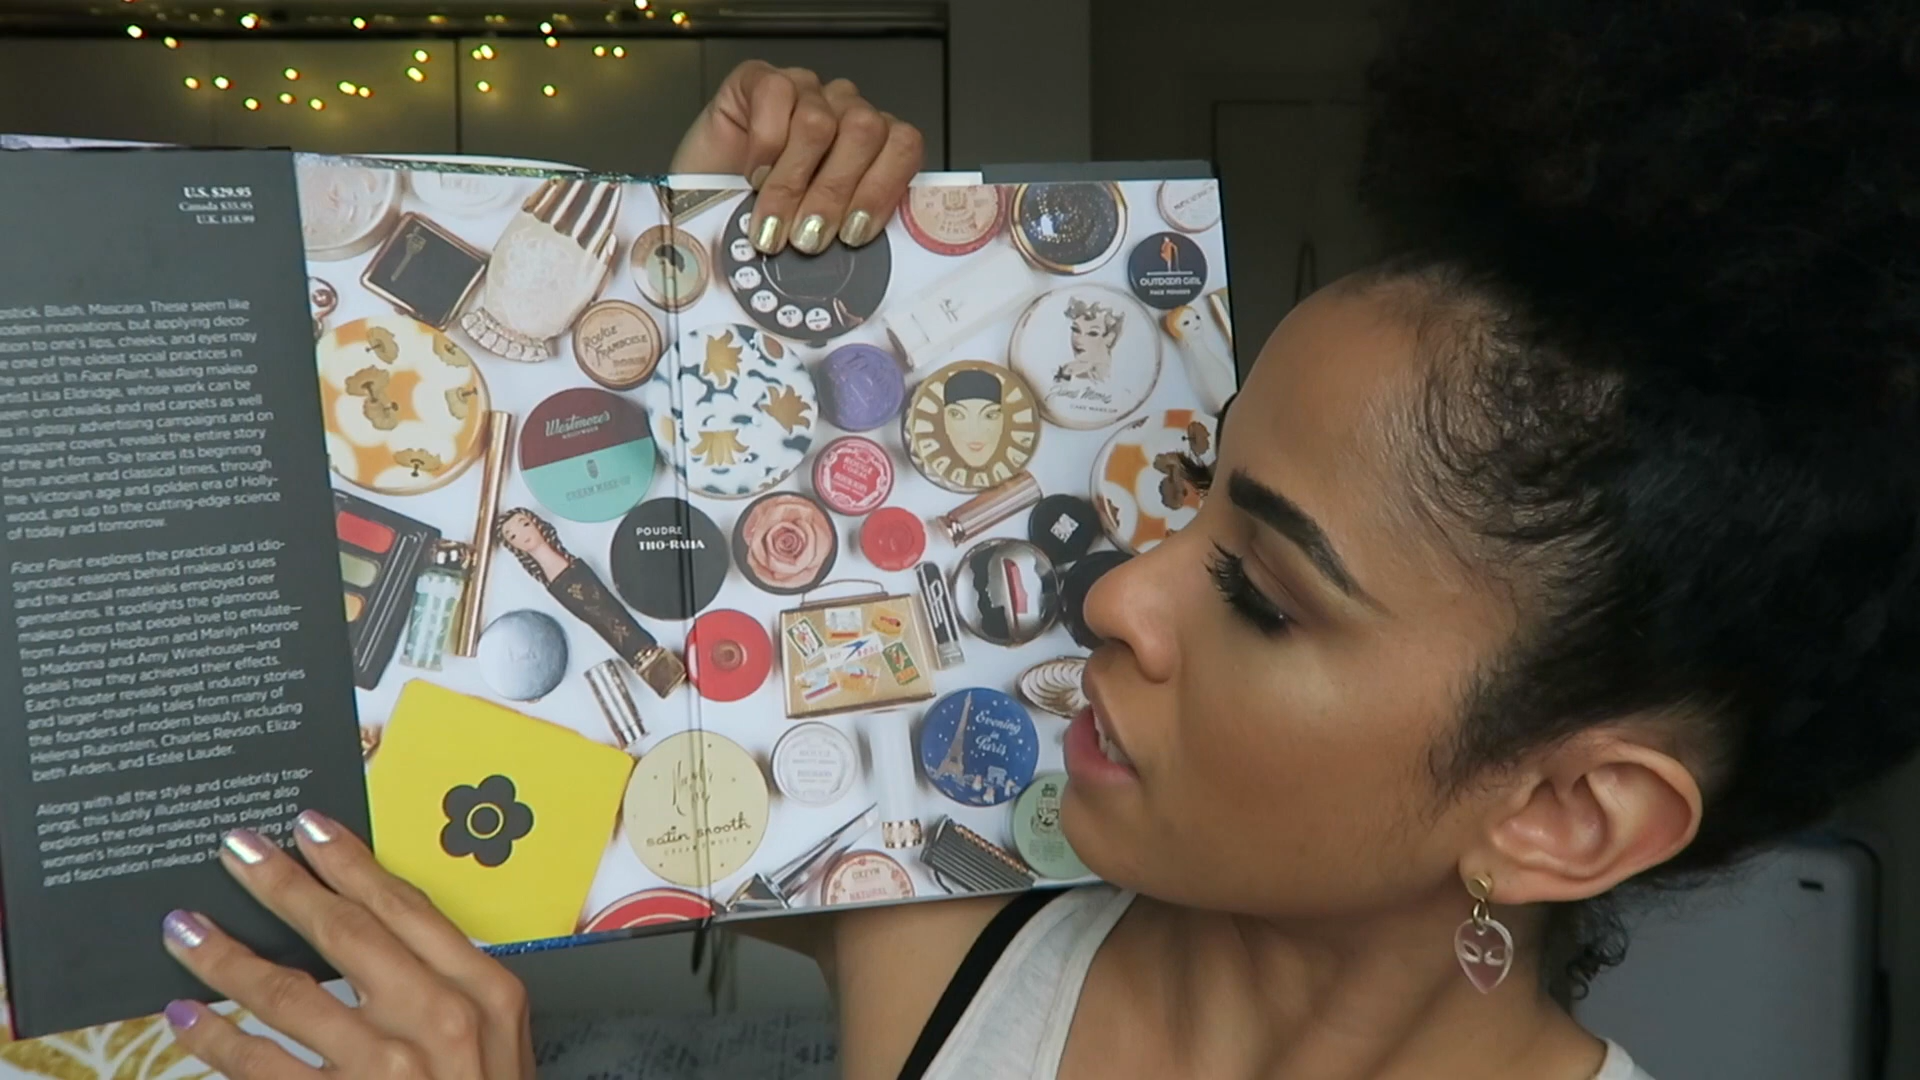 U.S. $29.95
Canada $35.95
U.K. £18.99
Blush. Mascara. These seem like
innovations, but applying deco-
to one's lips, cheeks, and eyes may
one of the oldest social practices in
world. In Face Paint, leading makeup
artist Lisa Eldridge, whose work can be
seen on catwalks and red carpets as well
as in glossy advertising campaigns and on
magazine covers, reveals the entire story
of the art form. She traces its beginning
from ancient and classical times, through
the Victorian age and golden era of Holly-
wood, and up to the cutting-edge science
of today and tomorrow.
Face Paint explores the practical and idio-
syncratic reasons behind makeup's uses
and the actual materials employed over
generations. It spotlights the glamorous
makeup icons that people love to emulate—
from Audrey Hepburn and Marilyn Monroe
to Madonna and Amy Winehouse—and
details how they achieved their effects.
Each chapter reveals great industry stories
and larger-than-life tales from many of
the founders of modern beauty, including
Helena Rubinstein, Charles Revson, Eliza-
beth Arden, and Estée Lauder.
Along with all the style and celebrity trap-
pings, this lushly illustrated volume also
explores the role makeup has played in
women's history—and the
and fascination makeup
OUTDOOR GIRL
FACE POWDER
ROUGE
FRAMBOISE
Westmore's
HOLLYWOOD
CREAM MAKE-UP
POUDRE
THO-RADIA
Evening
in
Paris
satin smooth
NATURAL